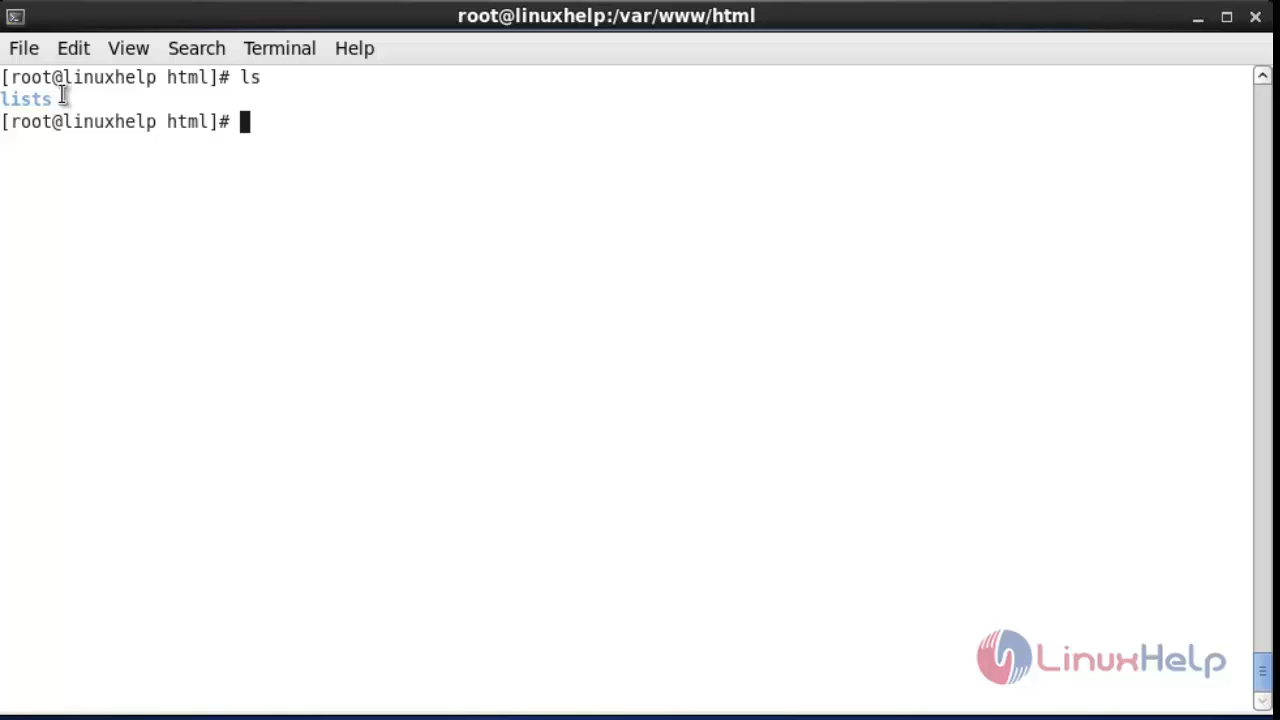 root@linuxhelp:/var/www/html
File Edit View Search Terminal Help
[root@linuxhelp html]# ls
lists
[root@linuxhelp html]#
LinuxHelp